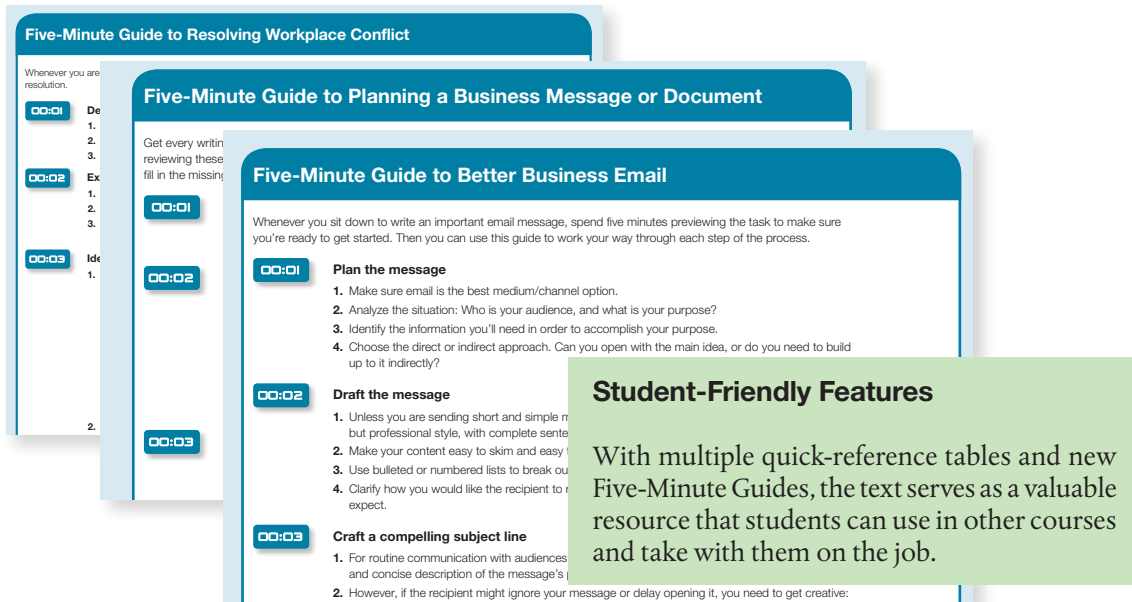 Five-Minute Guide to Resolving Workplace Conflict
Whenever you are
resolution.
00:01
1.
2.
3.
00:02
1.
2.
3.
00:03
1.
2.
Five-Minute Guide to Planning a Business Message or Document
Get every
reviewing these
fill in the
00:01
00:02
00:03
Five-Minute Guide to Better Business Email
Whenever you sit down to write an important email message, spend five minutes previewing the task to make sure
you're ready to get started. Then you can use this guide to work your way through each step of the process.
00:01 Plan the message
1. Make sure email is the best medium/channel option.
2. Analyze the situation: Who is your audience, and what is your purpose?
3. Identify the information you'll need in order to accomplish your purpose.
4. Choose the direct or indirect approach. Can you open with the main idea, or do you need to build
up to it indirectly?
00:02 Draft the message
1. Unless you are sending short and simple
but professional style, with complete
2. Make your content easy to skim and easy
3. Use bulleted or numbered lists to break
4. Clarify how you would like the recipient to
expect.
00:03 Craft a compelling subject line
1. For routine communication with audiences
and concise description of the message's
2. However, if the recipient might ignore your message or delay opening it, you need to get creative:
Student-Friendly Features
With multiple quick-reference tables and new
Five-Minute Guides, the text serves as a valuable
resource that students can use in other courses
and take with them on the job.